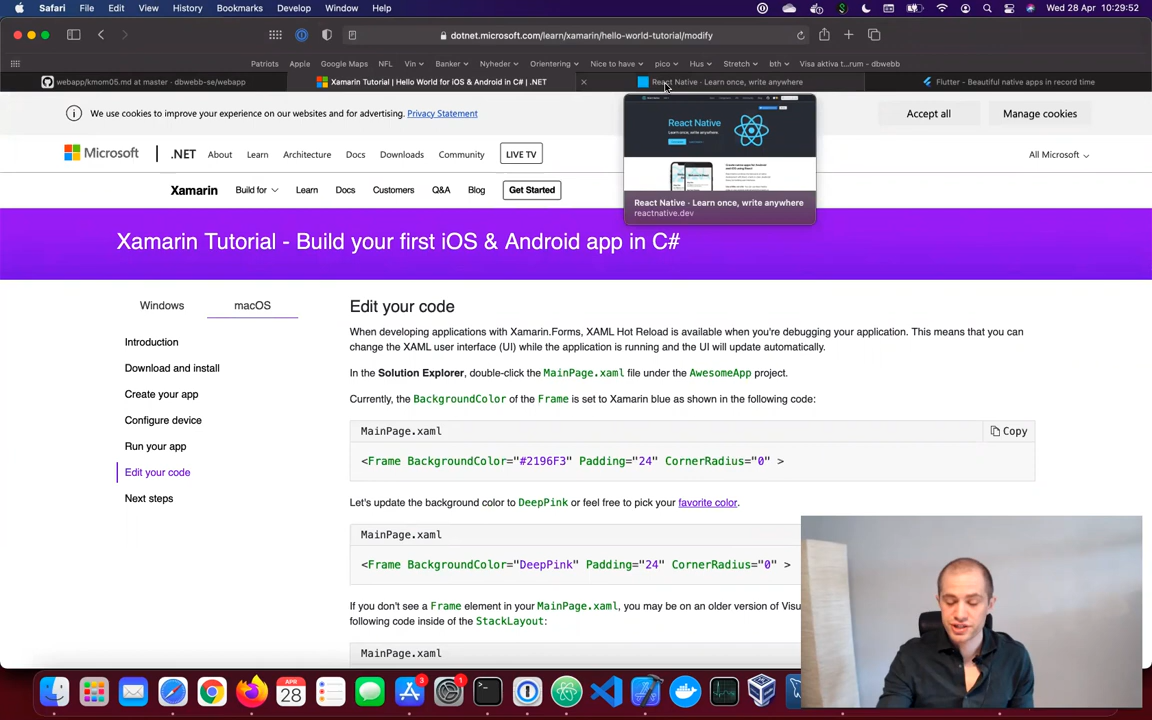 Safari File Edit View History Bookmarks Develop Window Help
Wed 28 Apr 10:29:52
dotnet.microsoft.com/learn/xamarin/hello-world-tutorial/modify
Patriots Apple Google Maps NFL Vin Banker Nyheder Orientering Nice to have pico Hus Stretch bth Visa aktiva t...rum - dbwebb
webapp/kmom05.md at master · dbwebb-se/webapp
Xamarin Tutorial | Hello World for iOS & Android in C# | .NET
React Native · Learn once, write anywhere
Flutter - Beautiful native apps in record time
We use cookies to improve your experience on our websites and for advertising. Privacy Statement
Accept all
Manage cookies
React Native
Learn once, write anywhere.
React Native · Learn once, write anywhere
reactnative.dev
Microsoft
.NET About Learn Architecture Docs Downloads Community LIVE TV
All Microsoft
Xamarin Build for Learn Docs Customers Q&A Blog Get Started
Xamarin Tutorial - Build your first iOS & Android app in C#
Windows macOS
Introduction
Download and install
Create your app
Configure device
Run your app
Edit your code
Next steps
Edit your code
When developing applications with Xamarin.Forms, XAML Hot Reload is available when you're debugging your application. This means that you can
change the XAML user interface (UI) while the application is running and the UI will update automatically.
In the Solution Explorer, double-click the MainPage.xaml file under the AwesomeApp project.
Currently, the BackgroundColor of the Frame is set to Xamarin blue as shown in the following code:
MainPage.xaml
Copy
<Frame BackgroundColor="#2196F3" Padding="24" CornerRadius="0" >
Let's update the background color to DeepPink or feel free to pick your favorite color.
MainPage.xaml
<Frame BackgroundColor="DeepPink" Padding="24" CornerRadius="0" >
If you don't see a Frame element in your MainPage.xaml, you may be on an older version of Visu
following code inside of the StackLayout:
MainPage.xaml
APR
28
3
1